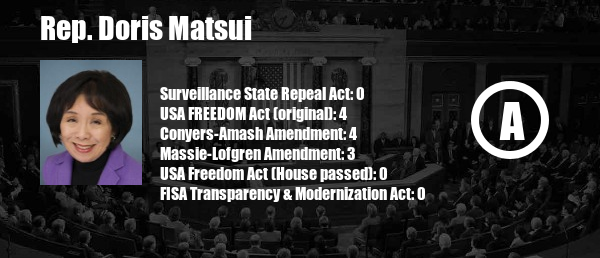 Rep. Doris Matsui
Surveillance State Repeal Act: 0
USA FREEDOM Act (original): 4
Conyers-Amash Amendment: 4
Massie-Lofgren Amendment: 3
USA Freedom Act (House passed): 0
FISA Transparency & Modernization Act: 0
A